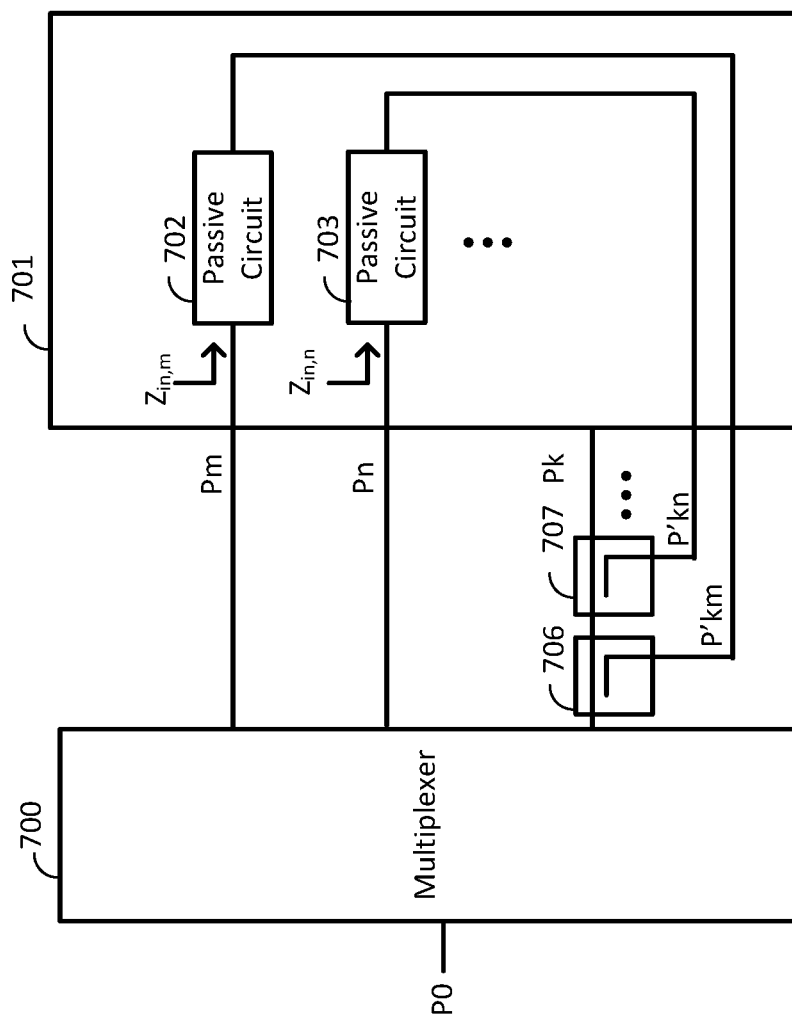 701
702
Passive
Circuit
703
Passive
Circuit
Zin,m
Zin,n
Pm
Pn
Pk
707
P'kn
706
P'km
700
Multiplexer
P0